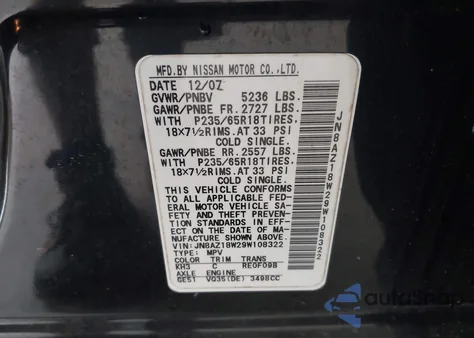 MFD.BY NISSAN MOTOR CO.,LTD.
DATE 12/07
GVWR/PNBV 5236 LBS.
GAWR/PNBE FR. 2727 LBS.
WITH P235/65R18TIRES,
18X7½RIMS.AT 33 PSI
COLD SINGLE.
GAWR/PNBE RR. 2557 LBS.
WITH P235/65R18TIRES,
18X7½RIMS.AT 33 PSI
COLD SINGLE.
THIS VEHICLE CONFORMS
TO ALL APPLICABLE FED-
ERAL MOTOR VEHICLE SA-
FETY AND THEFT PREV-
ENTION STANDARDS IN EFF-
ECT ON THE DATE OF MA-
NUFACTURE SHOWN ABOVE.
VIN:JN8AZ18W29W108322
TYPE: MPV
COLOR TRIM TRANS
KH3 C RE0F09B
AXLE ENGINE
GE51 VQ35(DE) 3498CC
JN8AZ18W29W108322
AutoSnap